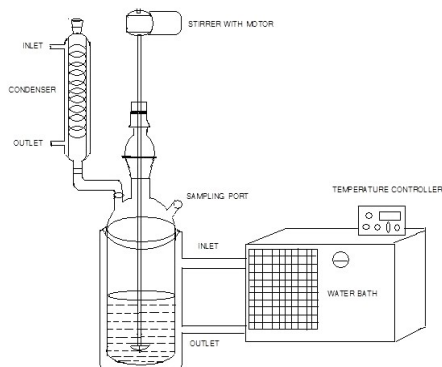 STIRRER WITH MOTOR
INLET
CONDENSER
OUTLET
SAMPLING PORT
TEMPERATURE CONTROLLER
INLET
WATER BATH
OUTLET